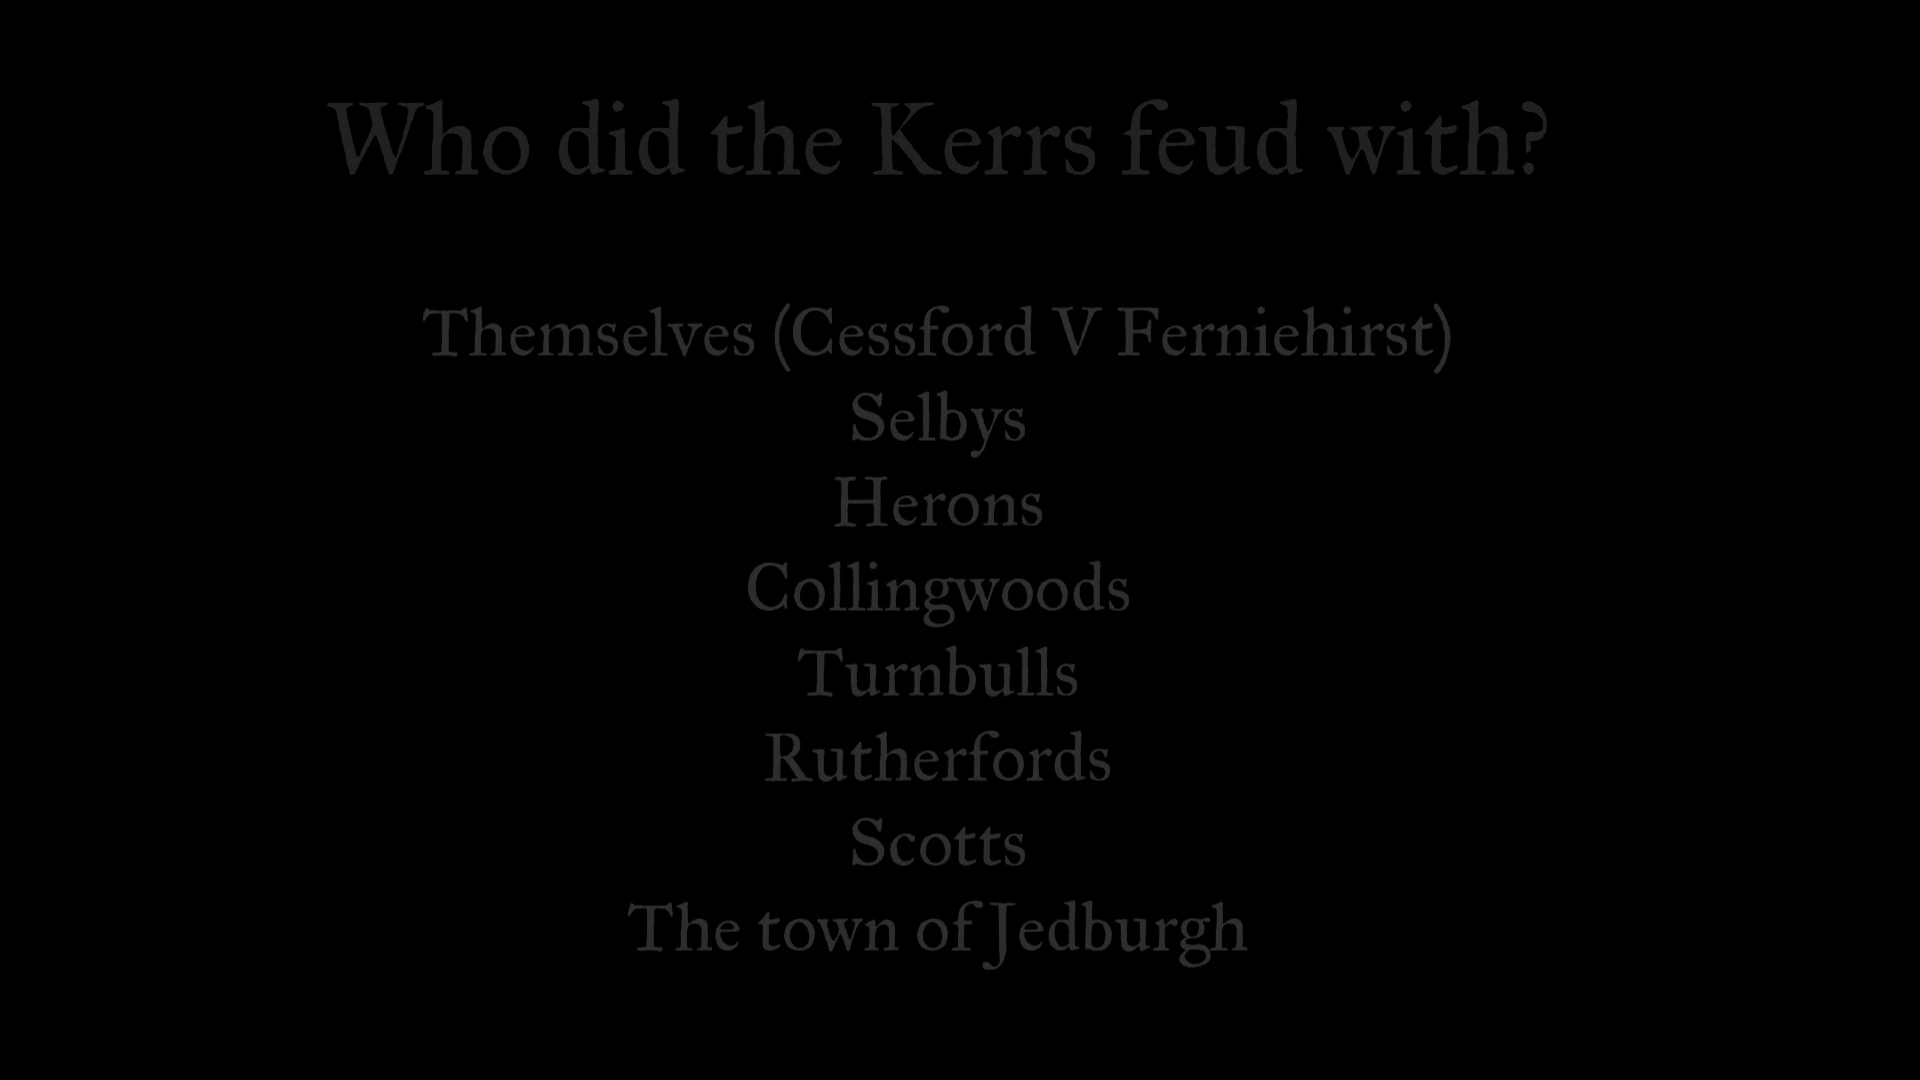 Who did the Kerrs feud with?
Themselves (Cessford V Ferniehirst)
Selbys
Herons
Collingwoods
Turnbulls
Rutherfords
Scotts
The town of Jedburgh